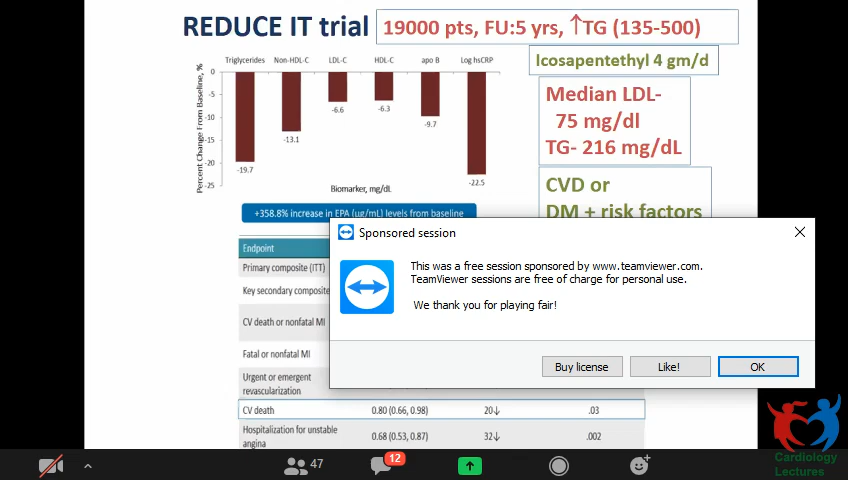 REDUCE IT trial
19000 pts, FU:5 yrs, ↑TG (135-500)
Icosapentethyl 4 gm/d
Median LDL-
75 mg/dl
TG- 216 mg/dL
CVD or
DM + risk factors
Triglycerides Non-HDL-C LDL-C HDL-C apo B Log hsCRP
Percent Change From Baseline, %
0
-5
-10
-15
-20
-25
-19.7
-13.1
-6.6
-6.3
-9.7
-22.5
Biomarker, mg/dL
+358.8% increase in EPA (µg/mL) levels from baseline
Endpoint
Primary composite (ITT)
Key secondary composite
CV death or nonfatal MI
Fatal or nonfatal MI
Urgent or emergent
revascularization
CV death 0.80 (0.66, 0.98) 20↓ .03
Hospitalization for unstable
angina 0.68 (0.53, 0.87) 32↓ .002
Sponsored session
This was a free session sponsored by www.teamviewer.com.
TeamViewer sessions are free of charge for personal use.
We thank you for playing fair!
Buy license Like! OK
47
12
Cardiology
Lectures